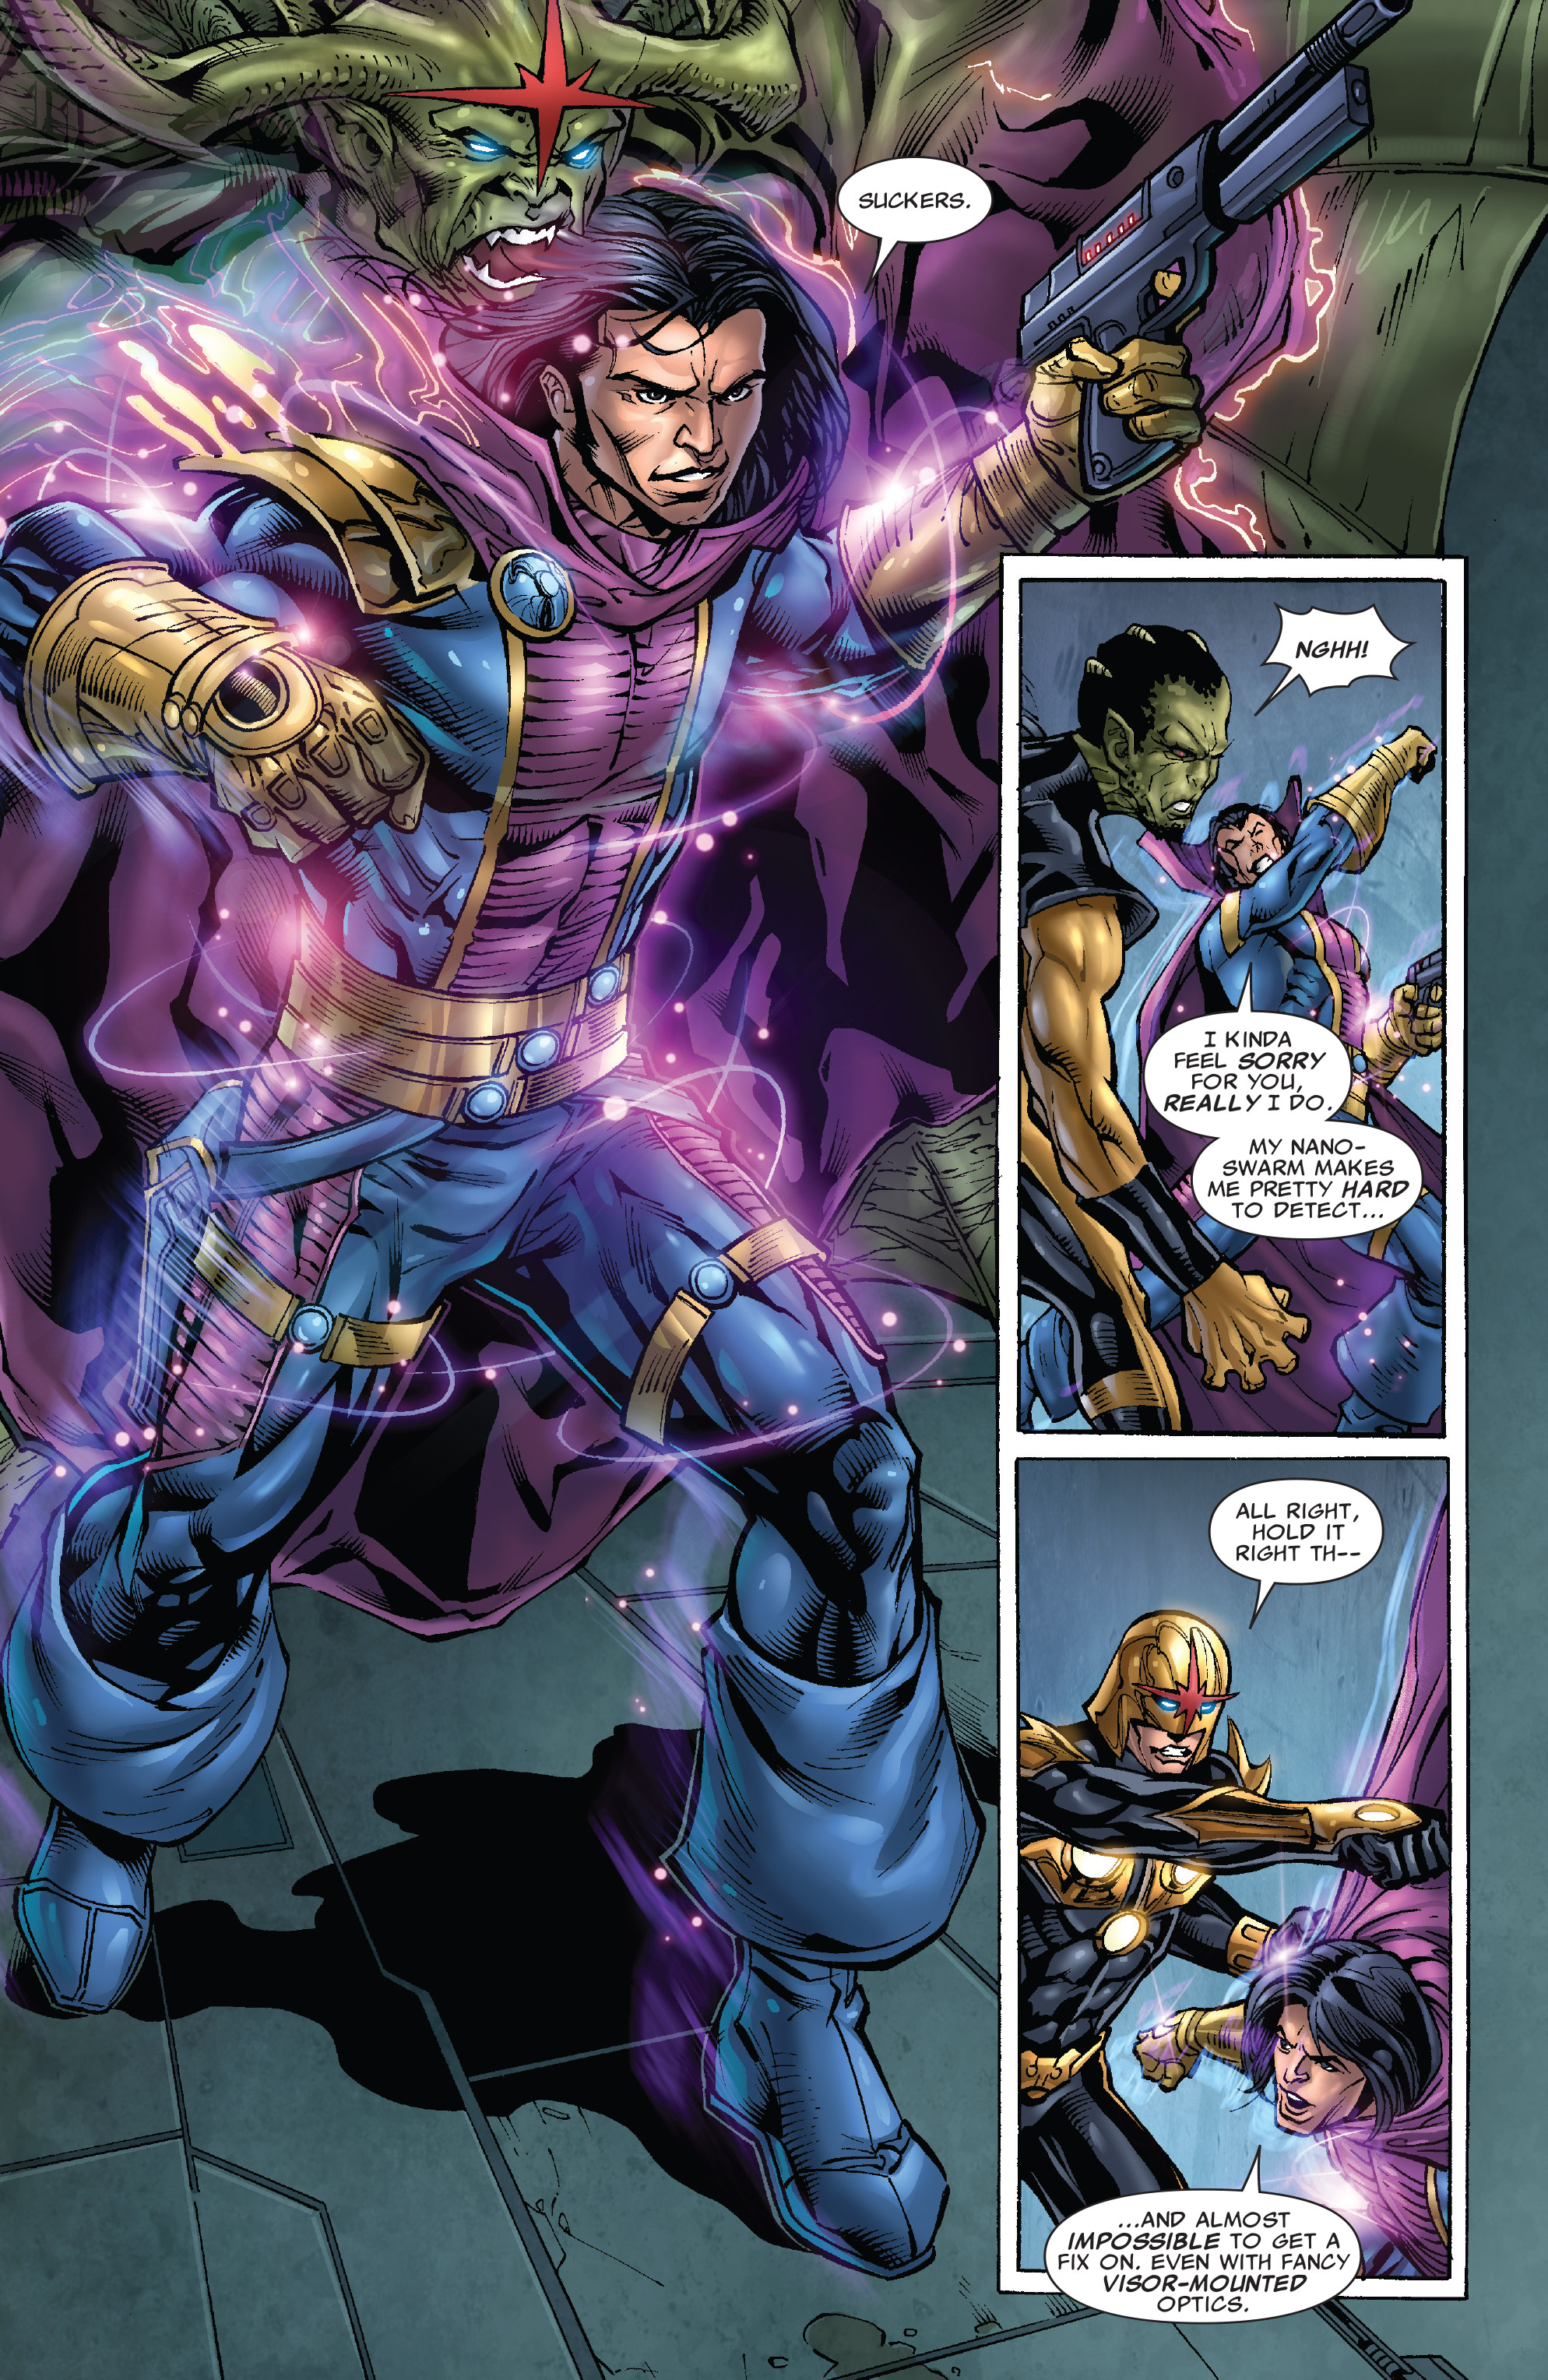 SUCKERS.
NGHH!
I KINDA
FEEL SORRY
FOR YOU,
REALLY I DO.
MY NANO-
SWARM MAKES
ME PRETTY HARD
TO DETECT...
ALL RIGHT,
HOLD IT
RIGHT TH--
...AND ALMOST
IMPOSSIBLE TO GET A
FIX ON. EVEN WITH FANCY
VISOR-MOUNTED
OPTICS.